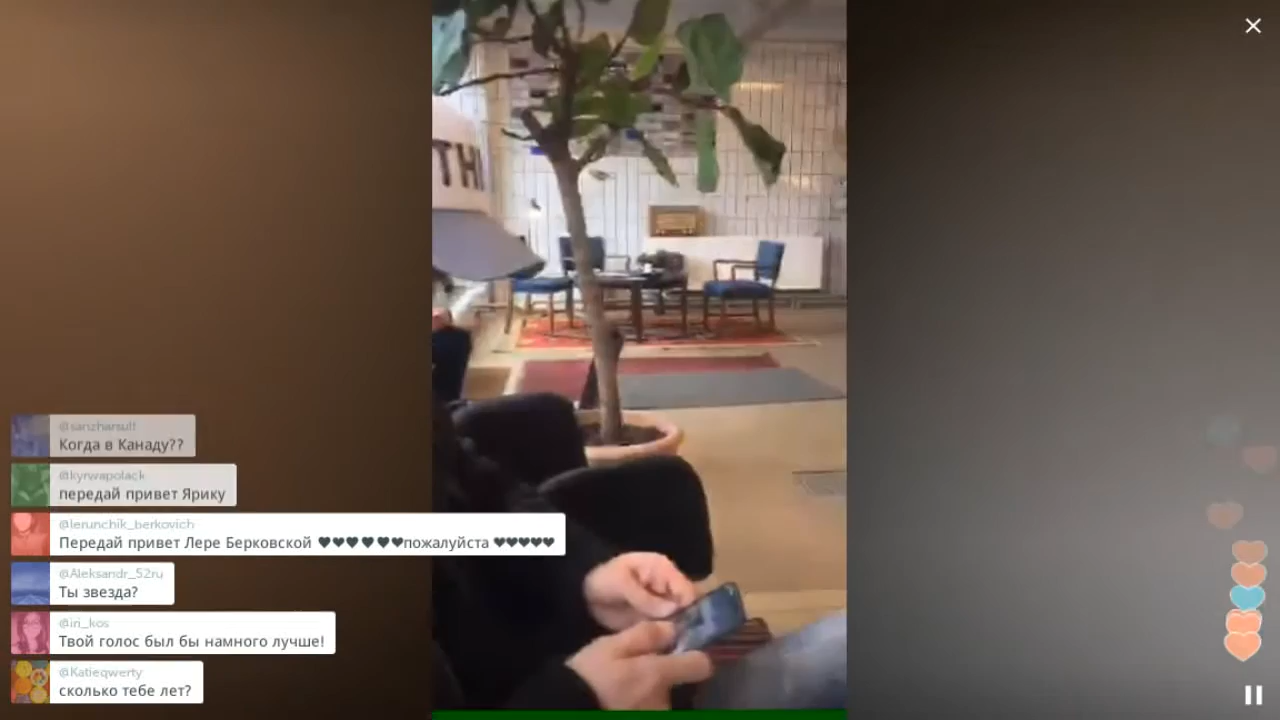 TH
@sanzharsult
Когда в Канаду??
@kyrwapolack
передай привет Ярику
@lerunchik_berkovich
Передай привет Лере Берковской ♥♥♥♥♥♥пожалуйста ♥♥♥♥♥
@Aleksandr_52ru
Ты звезда?
@iri_kos
Твой голос был бы намного лучше!
@Katieqwerty
сколько тебе лет?